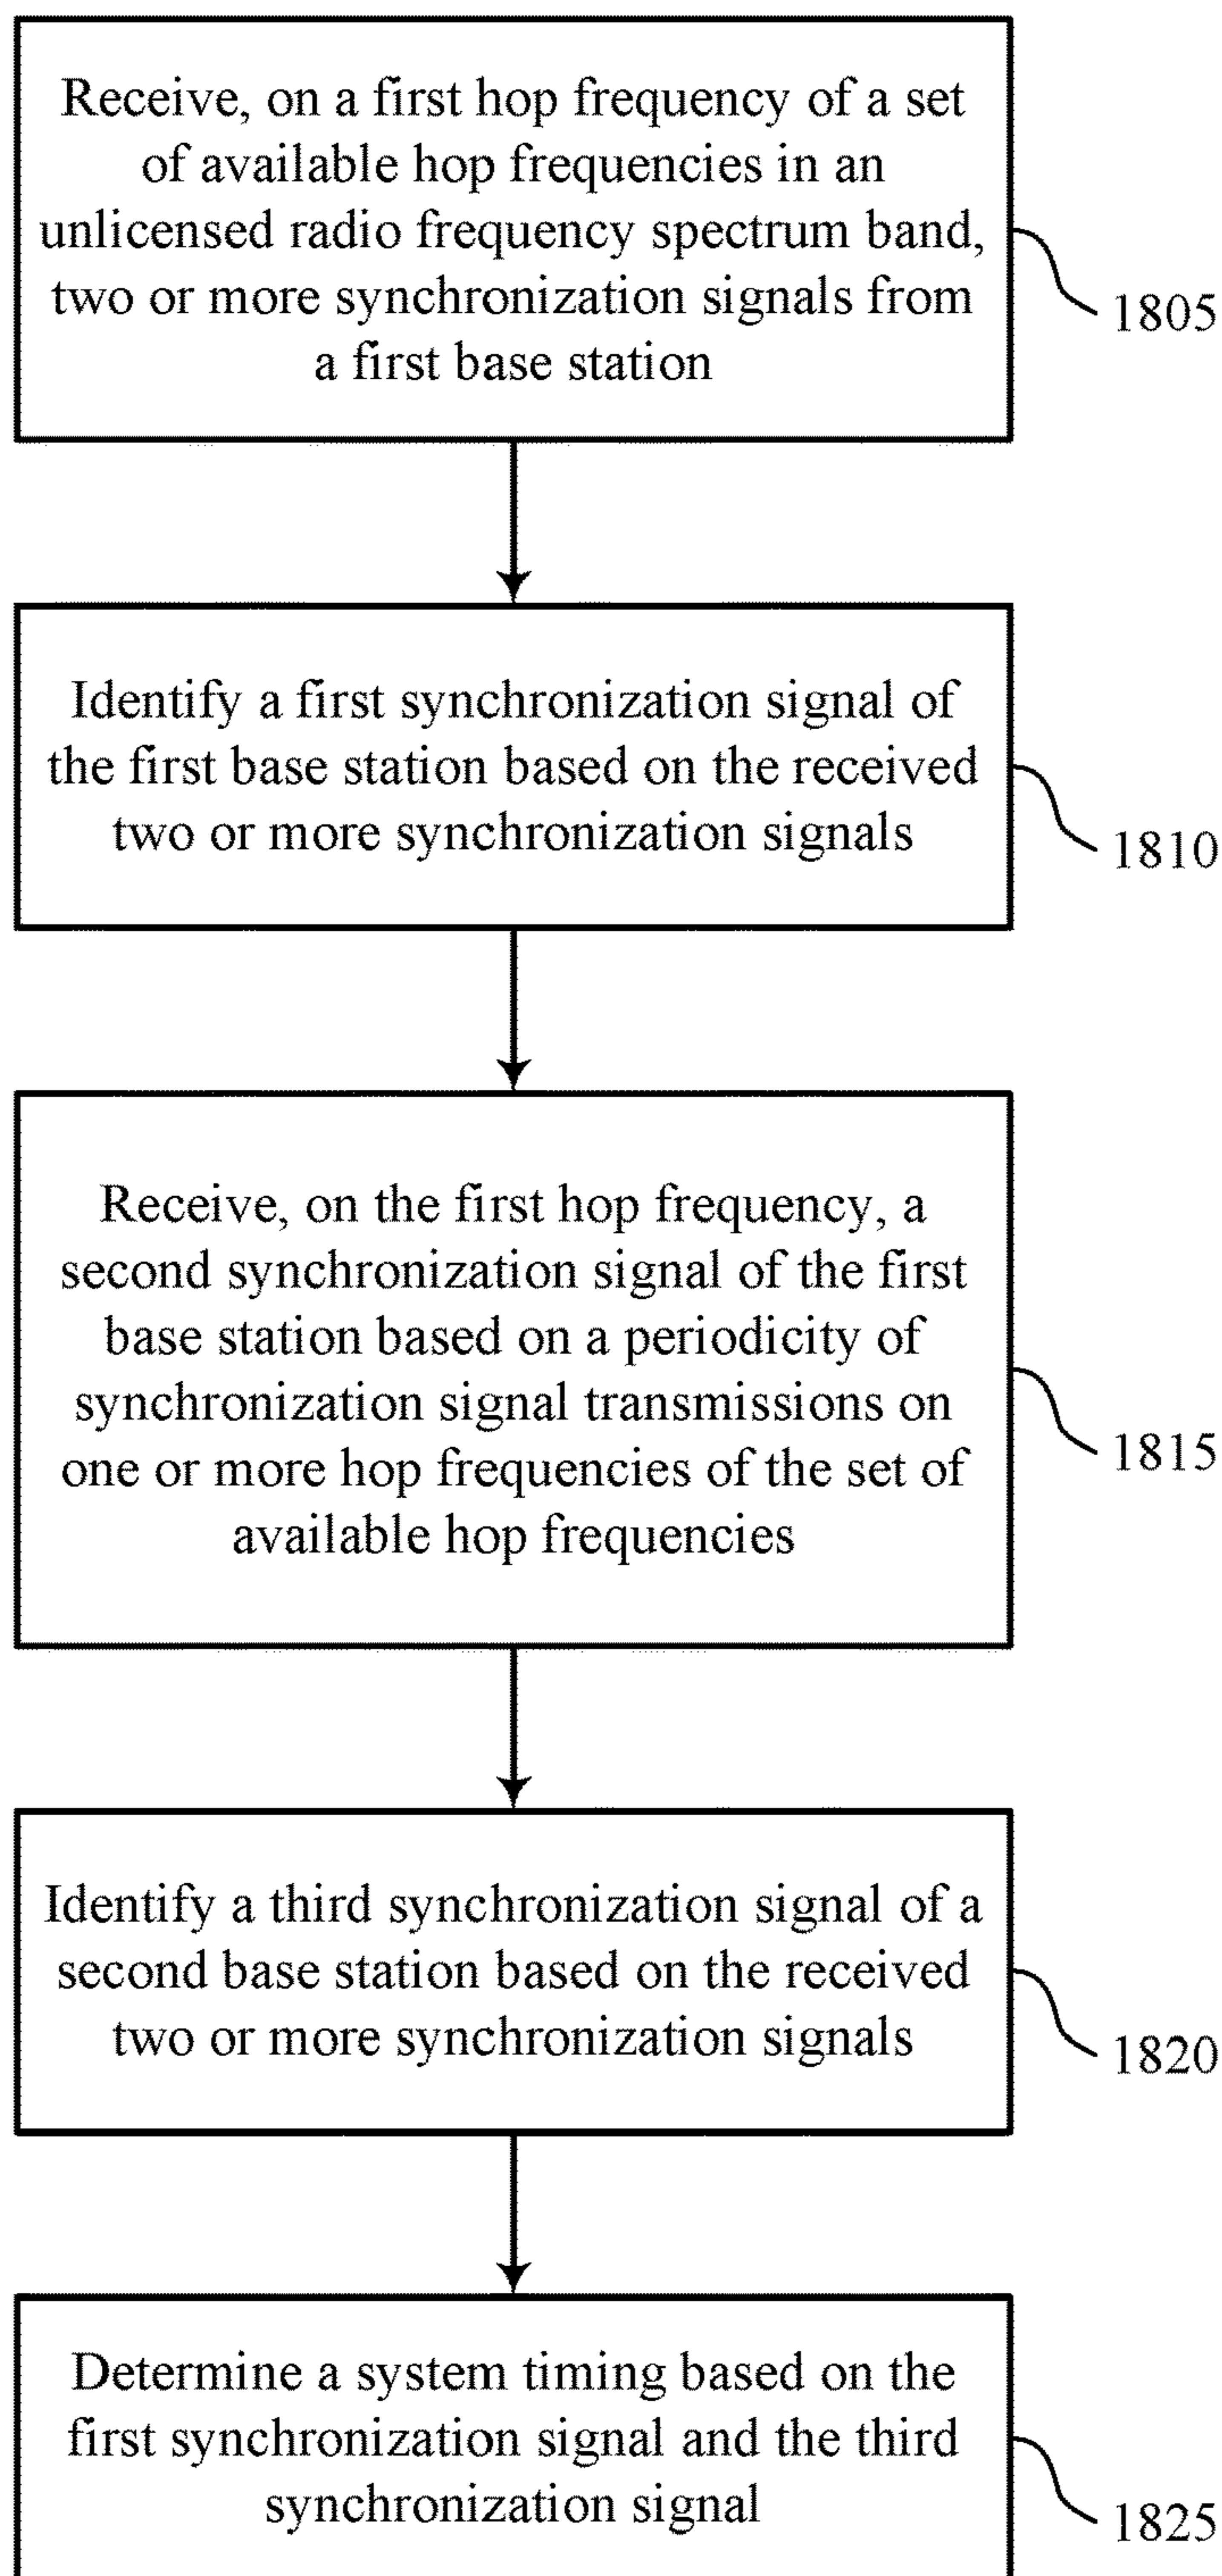 Receive, on a first hop frequency of a set
of available hop frequencies in an
unlicensed radio frequency spectrum band,
two or more synchronization signals from
a first base station
1805
Identify a first synchronization signal of
the first base station based on the received
two or more synchronization signals
1810
Receive, on the first hop frequency, a
second synchronization signal of the first
base station based on a periodicity of
synchronization signal transmissions on
one or more hop frequencies of the set of
available hop frequencies
1815
Identify a third synchronization signal of a
second base station based on the received
two or more synchronization signals
1820
Determine a system timing based on the
first synchronization signal and the third
synchronization signal
1825